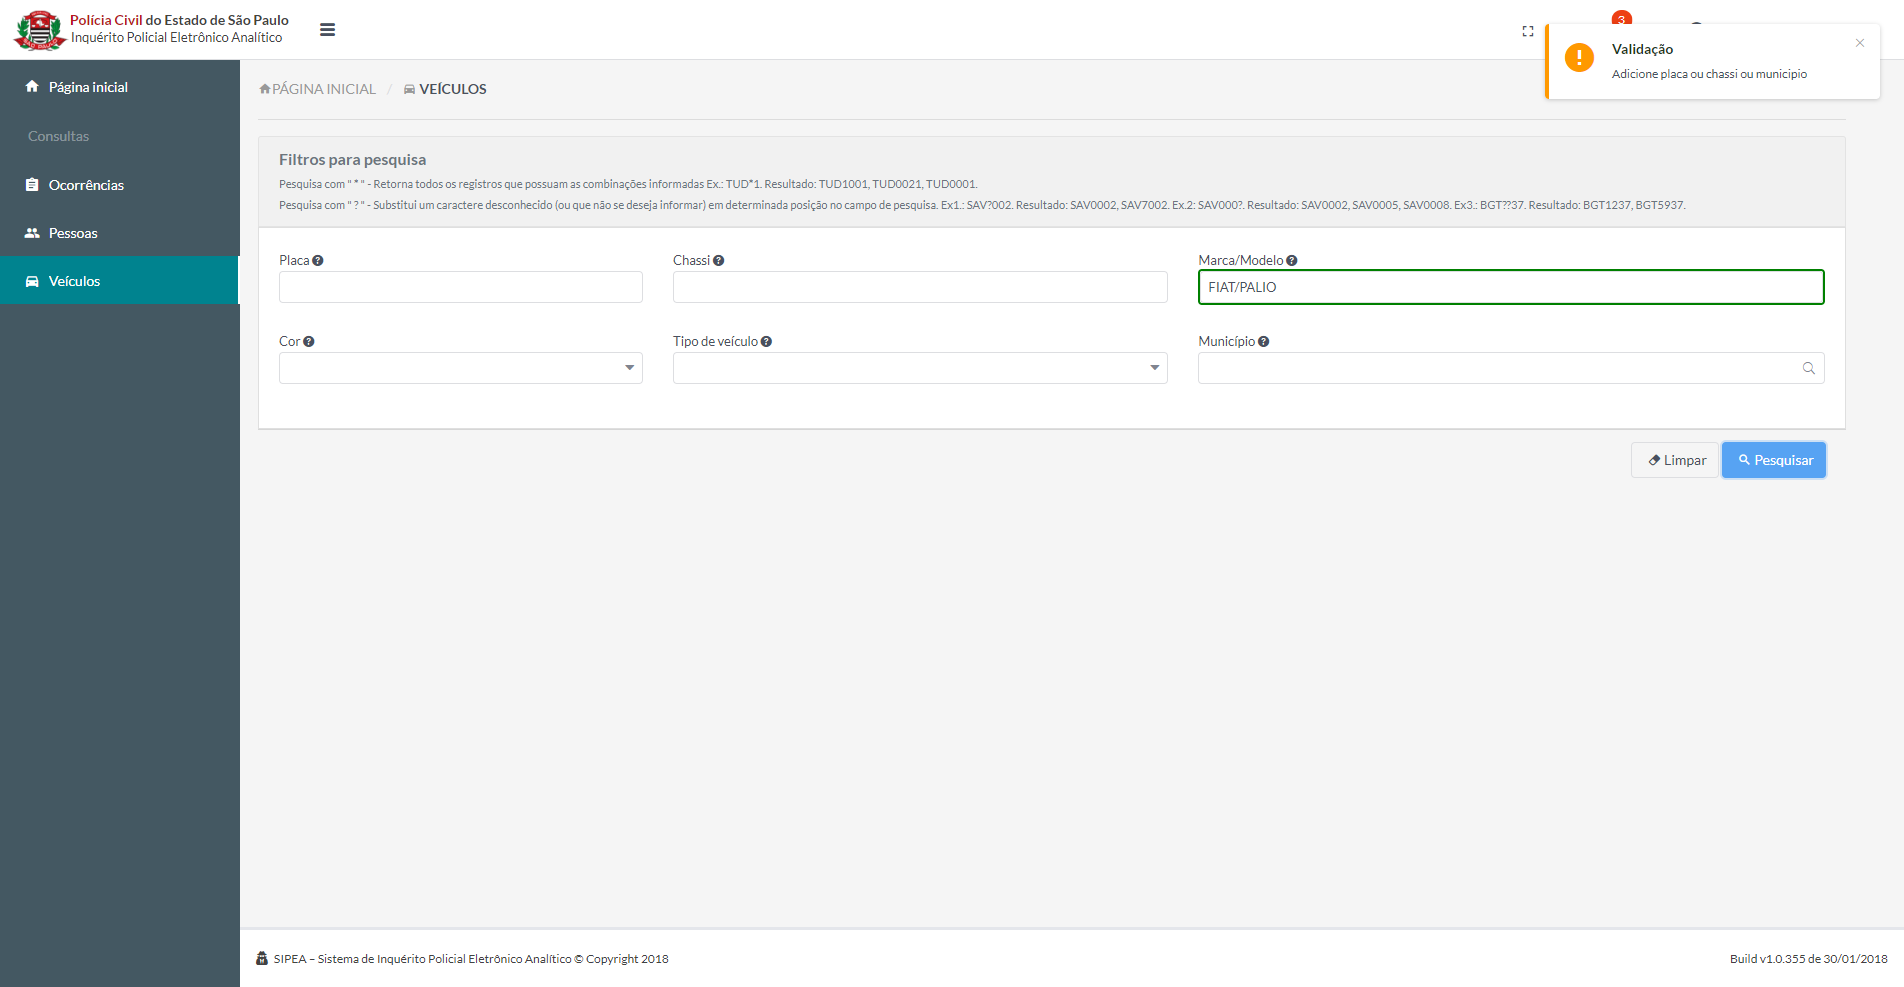 Polícia Civil do Estado de São Paulo
Inquérito Policial Eletrônico Analítico
3
Validação
Adicione placa ou chassi ou municipio
Página inicial
Consultas
Ocorrências
Pessoas
Veículos
PÁGINA INICIAL / VEÍCULOS
Filtros para pesquisa
Pesquisa com " * " - Retorna todos os registros que possuam as combinações informadas Ex.: TUD*1. Resultado: TUD1001, TUD0021, TUD0001.
Pesquisa com " ? " - Substitui um caractere desconhecido (ou que não se deseja informar) em determinada posição no campo de pesquisa. Ex1.: SAV?002. Resultado: SAV0002, SAV7002. Ex.2: SAV000?. Resultado: SAV0002, SAV0005, SAV0008. Ex3.: BGT??37. Resultado: BGT1237, BGT5937.
Placa
Chassi
Marca/Modelo
FIAT/PALIO
Cor
Tipo de veículo
Município
Limpar
Pesquisar
SIPEA – Sistema de Inquérito Policial Eletrônico Analítico © Copyright 2018
Build v1.0.355 de 30/01/2018